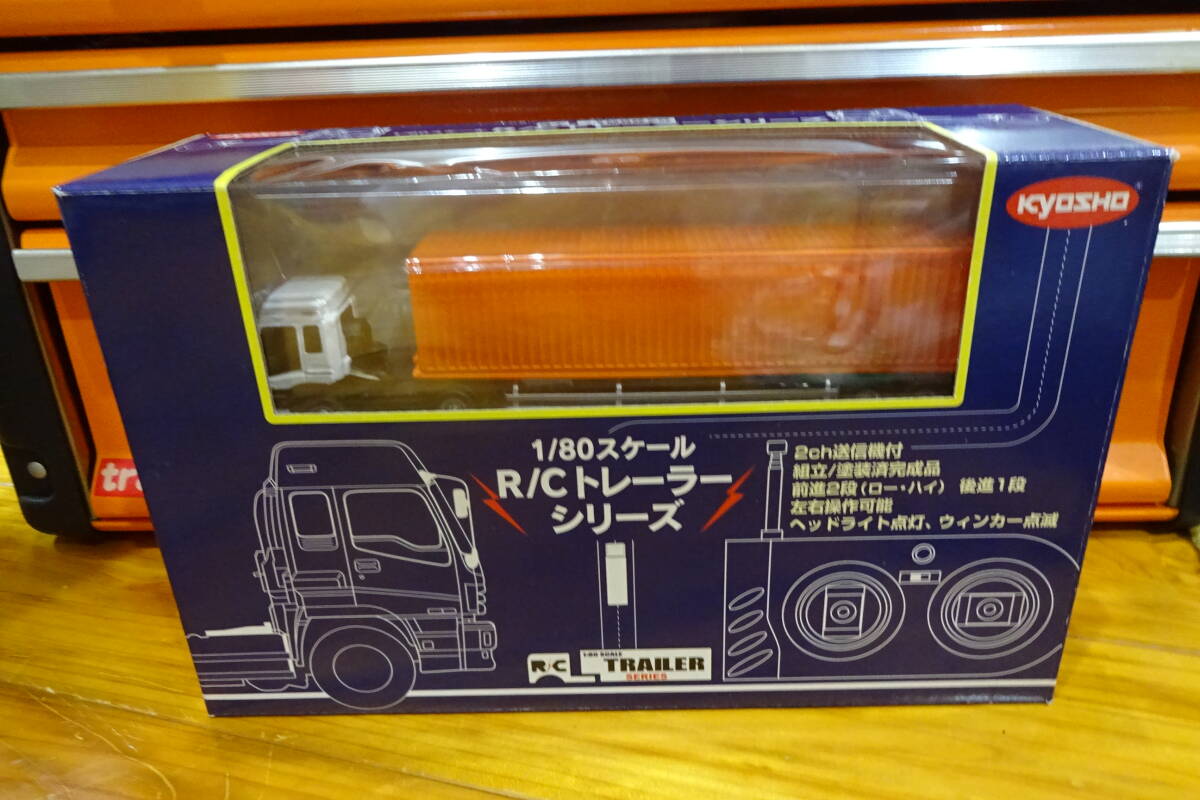 KYOSHO
1/80スケール
R/Cトレーラー
シリーズ
2ch送信機付
組立/塗装済完成品
前進2段(ロー・ハイ) 後進1段
左右操作可能
ヘッドライト点灯、ウィンカー点滅
1:80 SCALE
R/C TRAILER
SERIES
tra